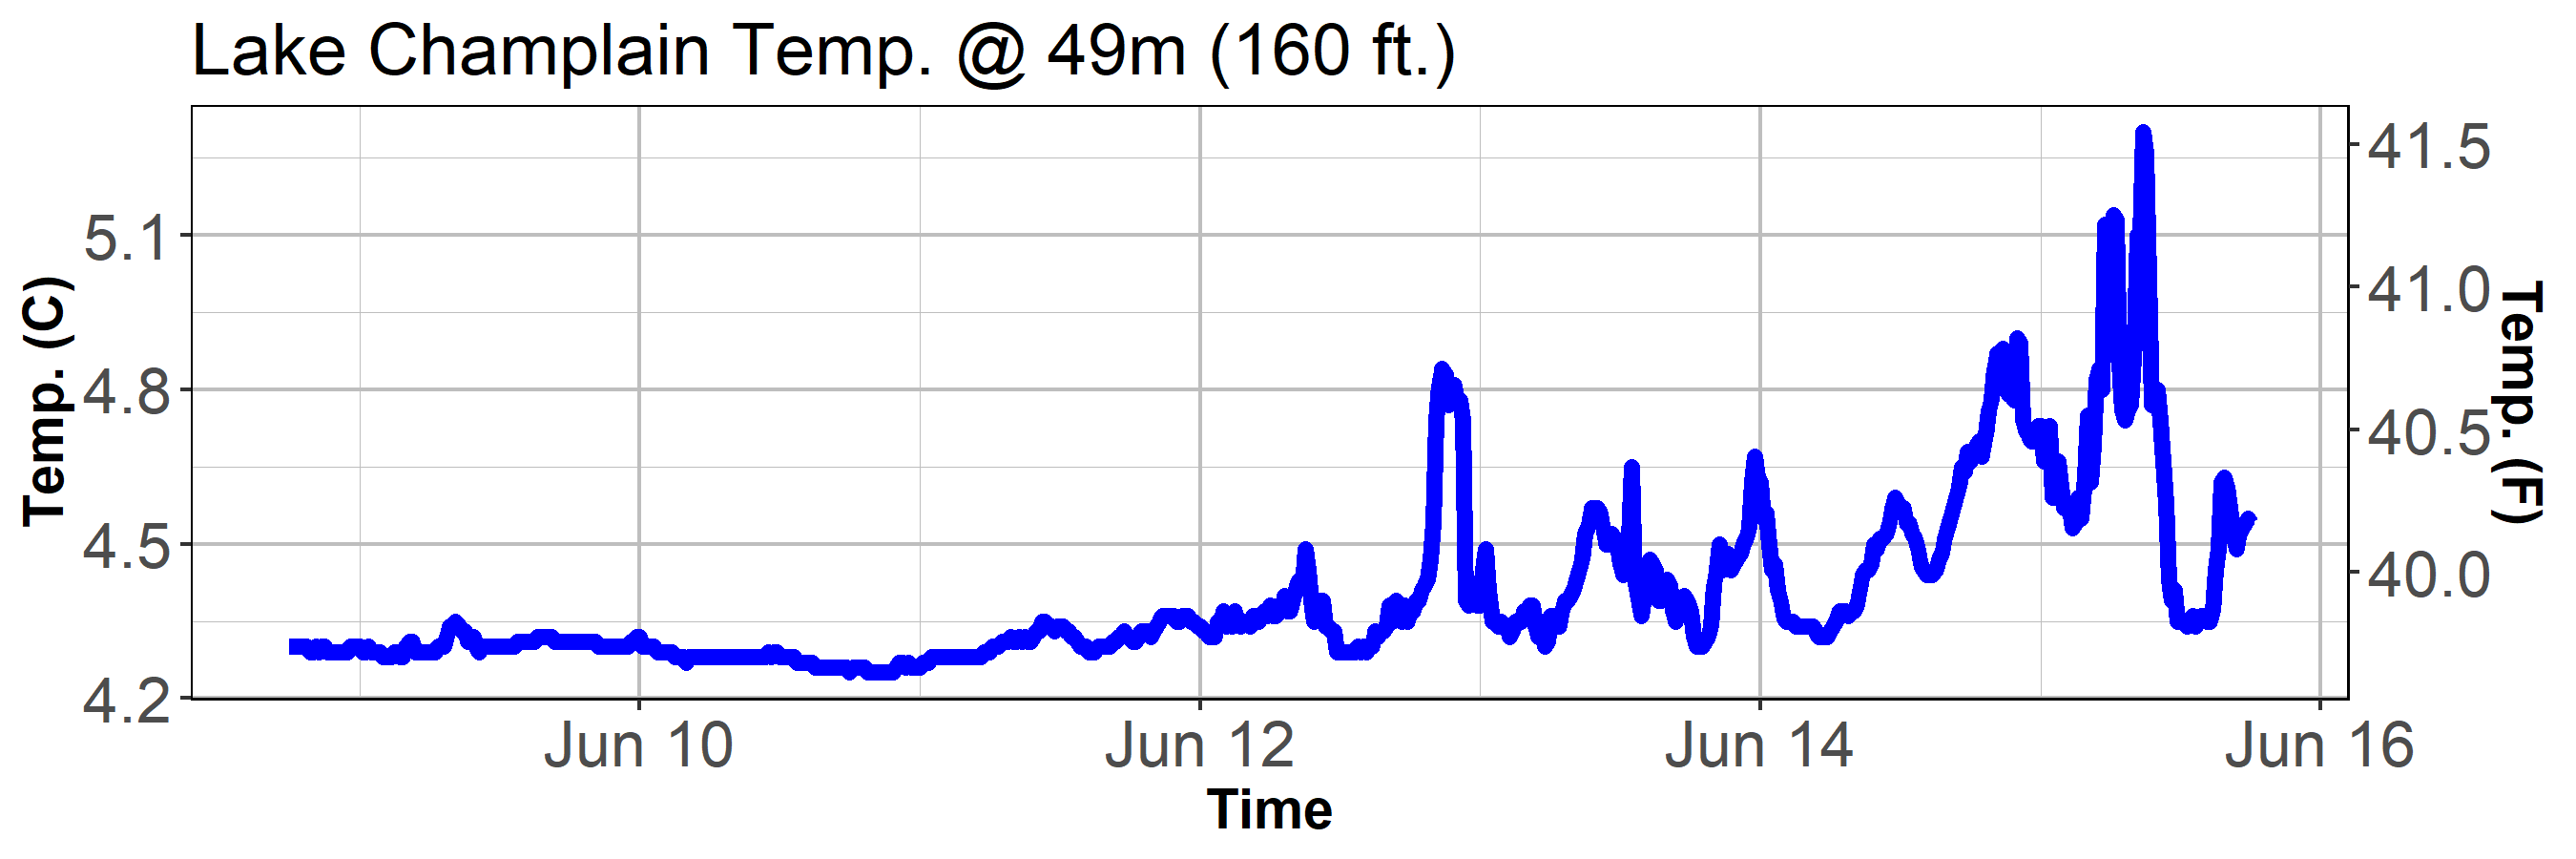 Lake Champlain Temp. @ 49m (160 ft.)
Temp. (C)
5.1
4.8
4.5
4.2
41.5
41.0
40.5
40.0
Temp. (F)
Jun 10 Jun 12 Jun 14 Jun 16
Time